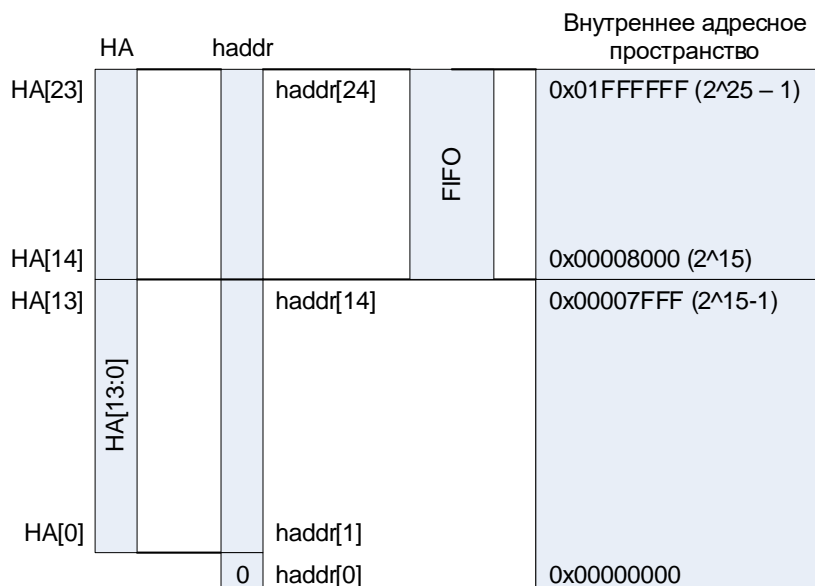 Внутреннее адресное
пространство
HA haddr
HA[23] haddr[24] 0x01FFFFFF (2^25 – 1)
FIFO
HA[14] 0x00008000 (2^15)
HA[13] haddr[14] 0x00007FFF (2^15-1)
HA[13:0]
HA[0] haddr[1]
0 haddr[0] 0x00000000